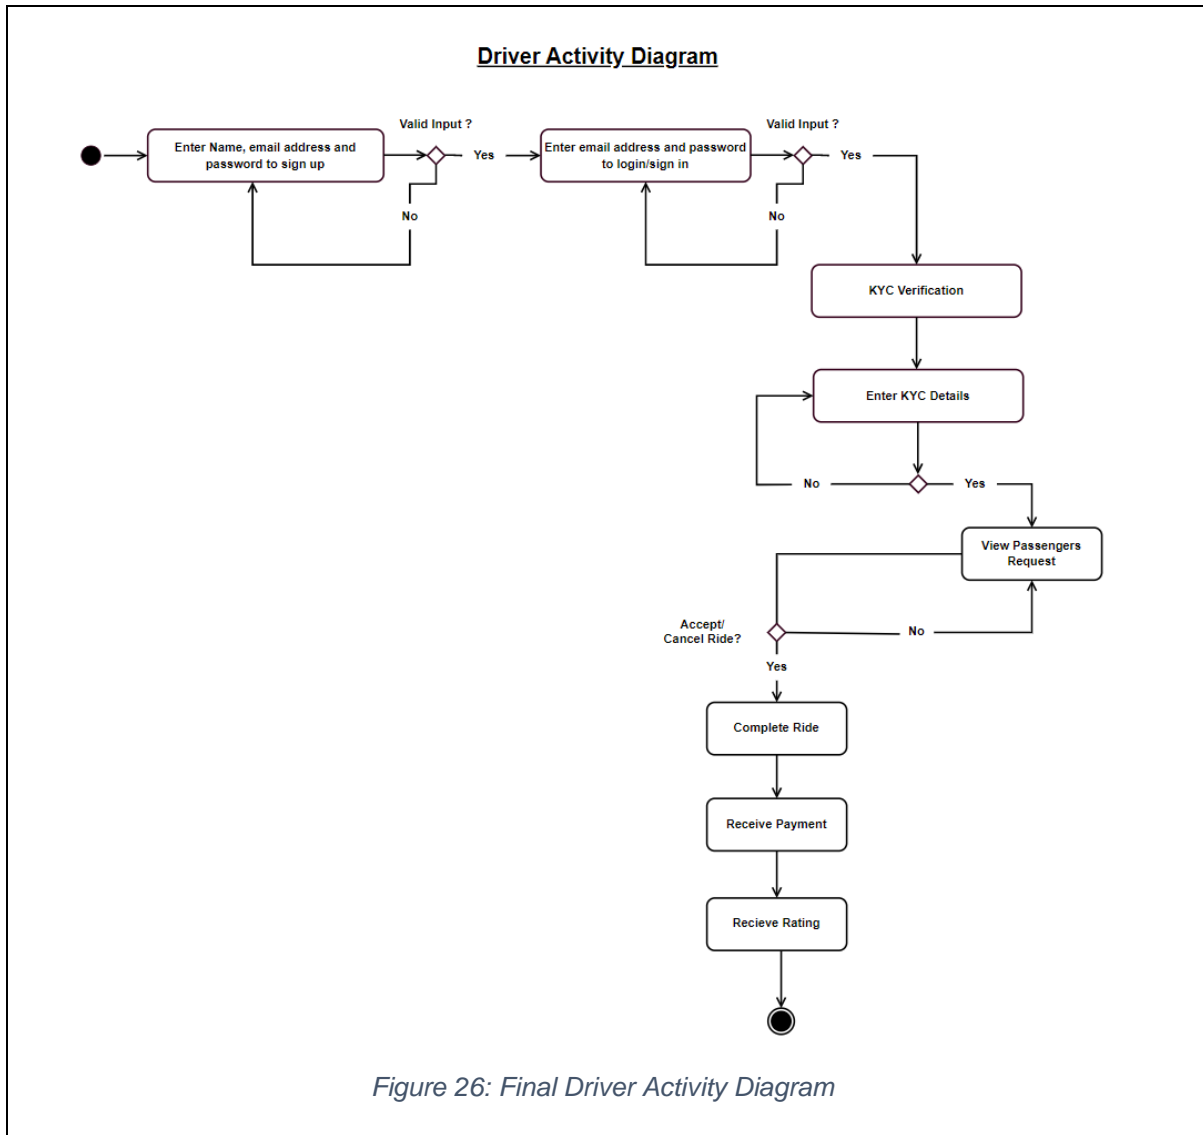 Driver Activity Diagram
Valid Input ?
Enter Name, email address and
password to sign up
Yes
No
Valid Input ?
Enter email address and password
to login/sign in
Yes
No
KYC Verification
Enter KYC Details
No
Yes
View Passengers
Request
Accept/
Cancel Ride?
No
Yes
Complete Ride
Receive Payment
Recieve Rating
Figure 26: Final Driver Activity Diagram